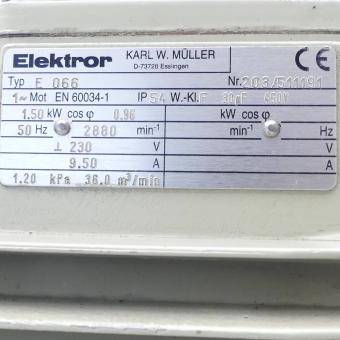 Elektror KARL W. MÜLLER CE
D-73728 Esslingen
Typ E 066 Nr. 203/511191
1~ Mot EN 60034-1 IP 54 W.-Kl. F 30µF 450V
1.50 kW cos φ 0.96 kW cos φ
50 Hz 2880 min⁻¹ min⁻¹ Hz
⊥ 230 V V
9.50 A A
1.20 kPa 36.0 m³/min